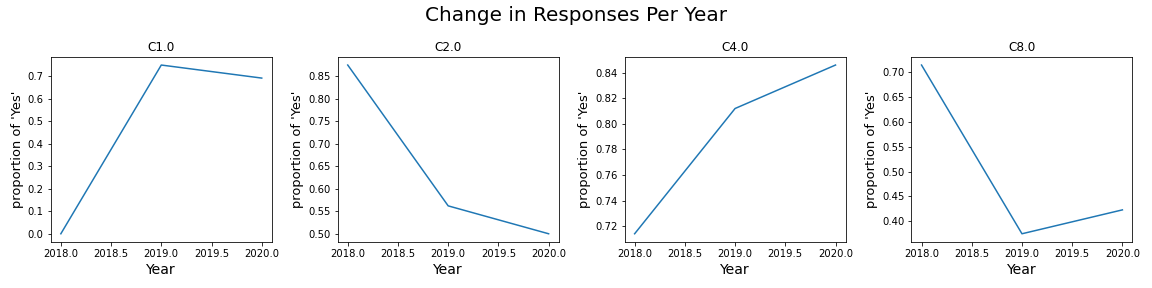 Change in Responses Per Year
C1.0
proportion of 'Yes'
0.7
0.6
0.5
0.4
0.3
0.2
0.1
0.0
2018.0 2018.5 2019.0 2019.5 2020.0
Year
C2.0
proportion of 'Yes'
0.85
0.80
0.75
0.70
0.65
0.60
0.55
0.50
2018.0 2018.5 2019.0 2019.5 2020.0
Year
C4.0
proportion of 'Yes'
0.84
0.82
0.80
0.78
0.76
0.74
0.72
2018.0 2018.5 2019.0 2019.5 2020.0
Year
C8.0
proportion of 'Yes'
0.70
0.65
0.60
0.55
0.50
0.45
0.40
2018.0 2018.5 2019.0 2019.5 2020.0
Year